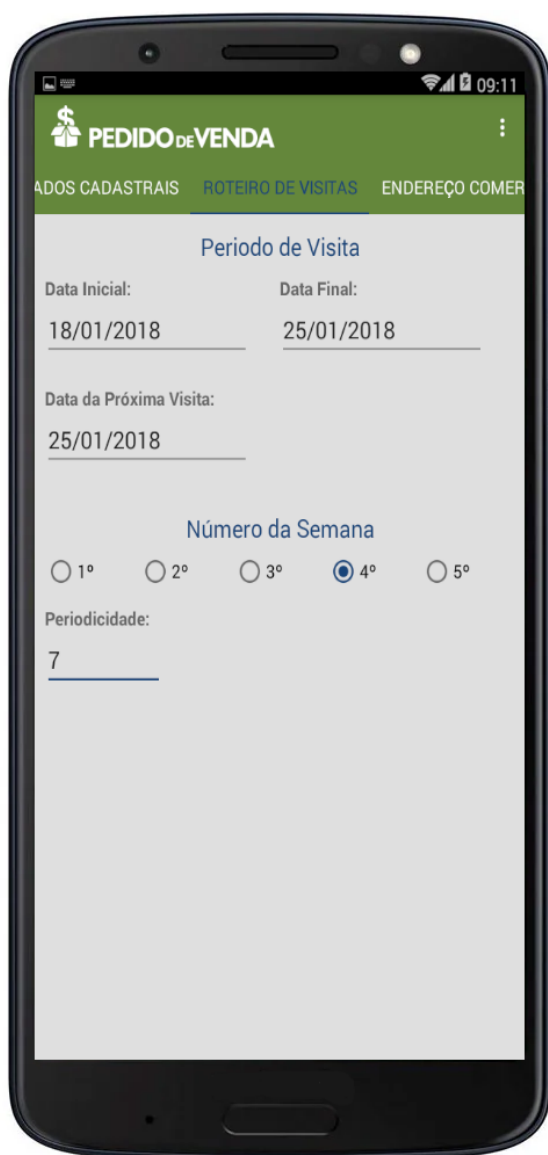 09:11
$
PEDIDO DE VENDA
ADOS CADASTRAIS ROTEIRO DE VISITAS ENDEREÇO COMER
Periodo de Visita
Data Inicial: Data Final:
18/01/2018 25/01/2018
Data da Próxima Visita:
25/01/2018
Número da Semana
1º 2º 3º 4º 5º
Periodicidade:
7